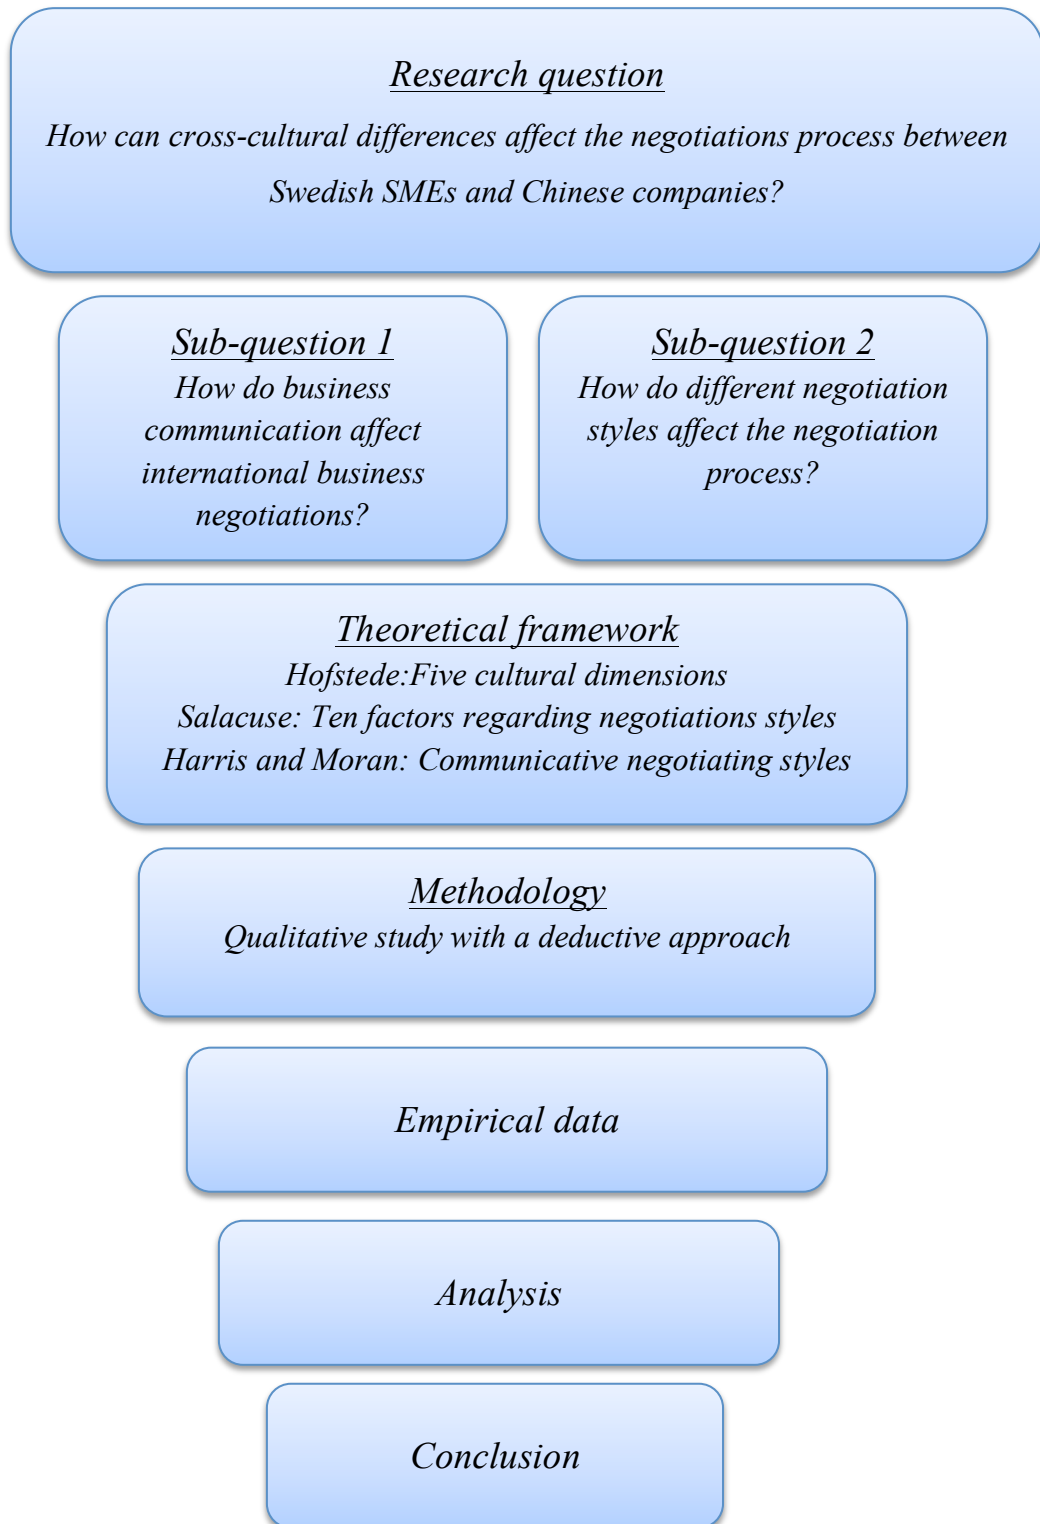 Research question
How can cross-cultural differences affect the negotiations process between
Swedish SMEs and Chinese companies?
Sub-question 1
How do business
communication affect
international business
negotiations?
Sub-question 2
How do different negotiation
styles affect the negotiation
process?
Theoretical framework
Hofstede:Five cultural dimensions
Salacuse: Ten factors regarding negotiations styles
Harris and Moran: Communicative negotiating styles
Methodology
Qualitative study with a deductive approach
Empirical data
Analysis
Conclusion